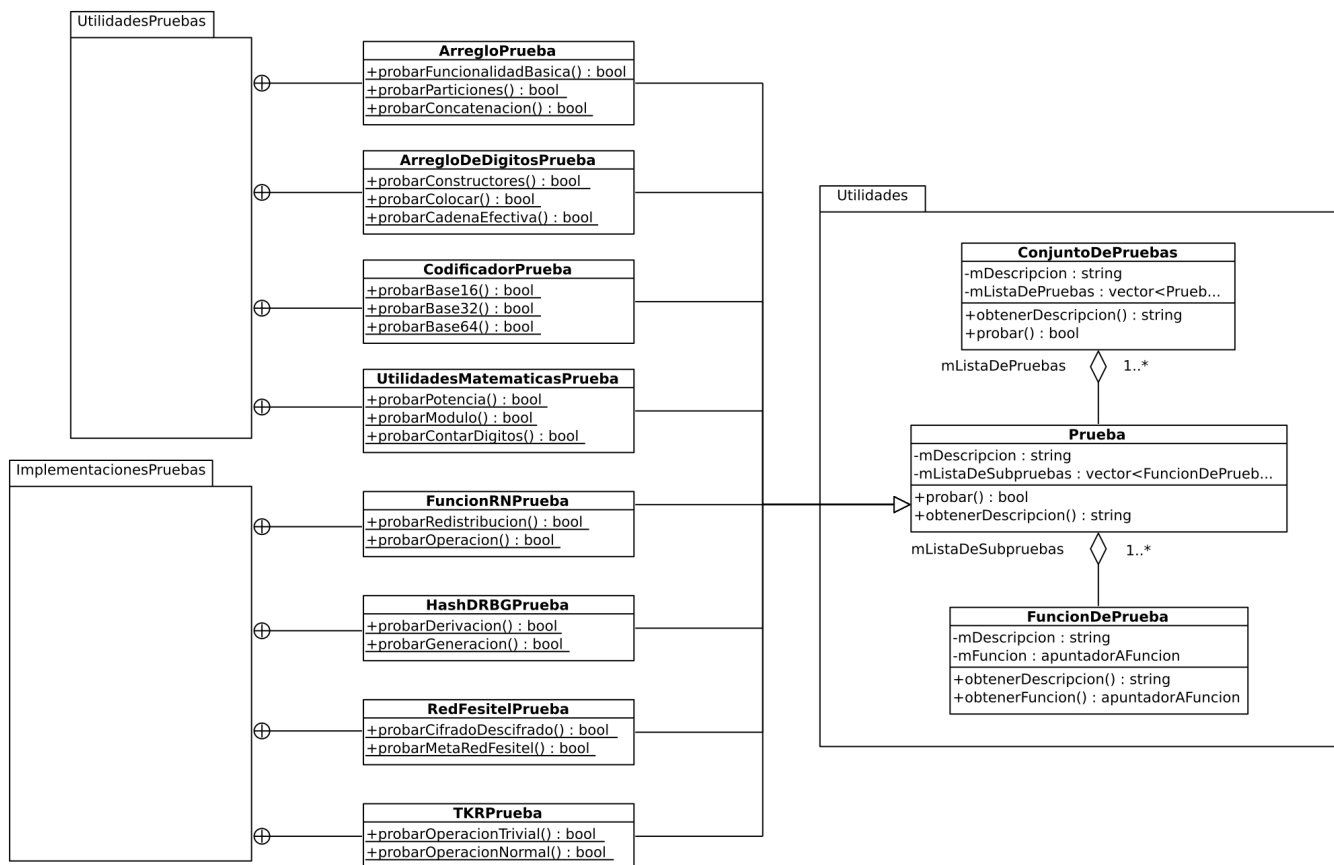 UtilidadesPruebas
ArregloPrueba
+probarFuncionalidadBasica() : bool
+probarParticiones() : bool
+probarConcatenacion() : bool
ArregloDeDigitosPrueba
+probarConstructores() : bool
+probarColocar() : bool
+probarCadenaEfectiva() : bool
CodificadorPrueba
+probarBase16() : bool
+probarBase32() : bool
+probarBase64() : bool
UtilidadesMatematicasPrueba
+probarPotencia() : bool
+probarModulo() : bool
+probarContarDigitos() : bool
ImplementacionesPruebas
FuncionRNPrueba
+probarRedistribucion() : bool
+probarOperacion() : bool
HashDRBGPrueba
+probarDerivacion() : bool
+probarGeneracion() : bool
RedFesitelPrueba
+probarCifradoDescifrado() : bool
+probarMetaRedFesitel() : bool
TKRPrueba
+probarOperacionTrivial() : bool
+probarOperacionNormal() : bool
Utilidades
ConjuntoDePruebas
-mDescripcion : string
-mListaDePruebas : vector<Prueb...
+obtenerDescripcion() : string
+probar() : bool
mListaDePruebas 1..*
Prueba
-mDescripcion : string
-mListaDeSubpruebas : vector<FuncionDePrueb...
+probar() : bool
+obtenerDescripcion() : string
mListaDeSubpruebas 1..*
FuncionDePrueba
-mDescripcion : string
-mFuncion : apuntadorAFuncion
+obtenerDescripcion() : string
+obtenerFuncion() : apuntadorAFuncion